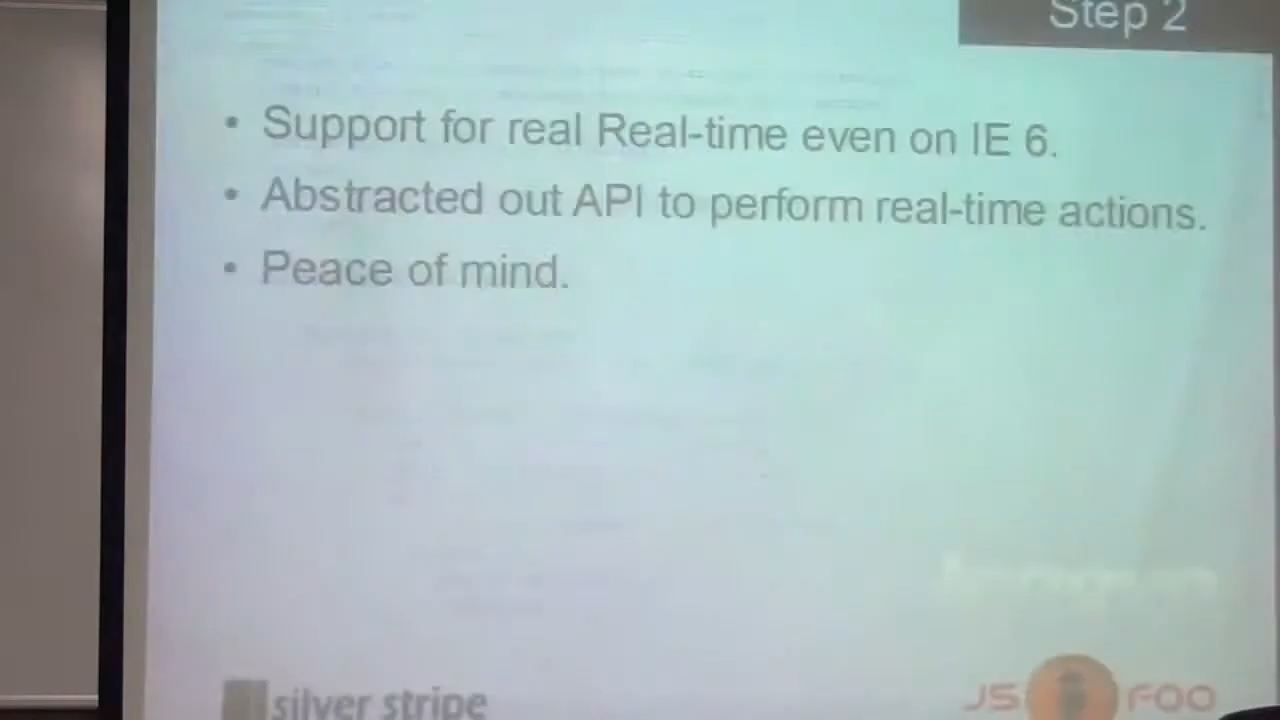 Step 2
• Support for real Real-time even on IE 6.
• Abstracted out API to perform real-time actions.
• Peace of mind.
silver stripe
JS FOO